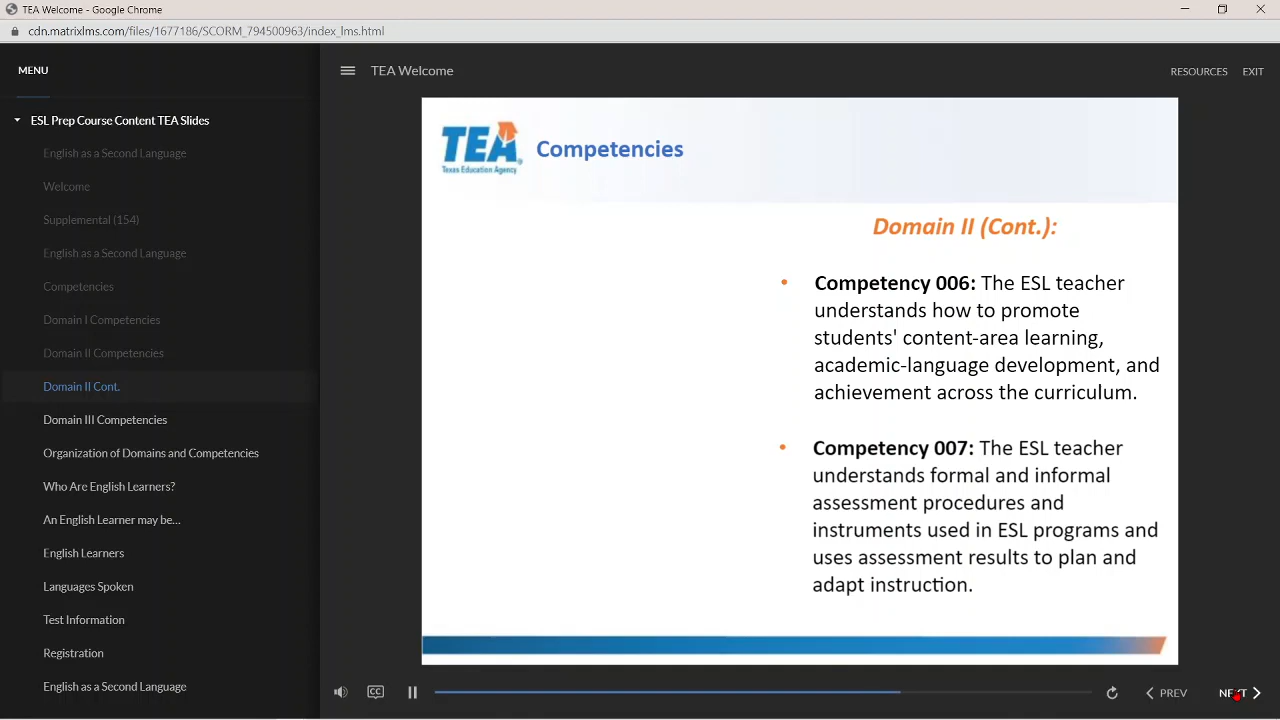 TEA Welcome - Google Chrome
cdn.matrixlms.com/files/1677186/SCORM_794500963/index_lms.html
MENU
TEA Welcome
RESOURCES EXIT
ESL Prep Course Content TEA Slides
English as a Second Language
Welcome
Supplemental (154)
English as a Second Language
Competencies
Domain I Competencies
Domain II Competencies
Domain II Cont.
Domain III Competencies
Organization of Domains and Competencies
Who Are English Learners?
An English Learner may be...
English Learners
Languages Spoken
Test Information
Registration
English as a Second Language
TEA
Texas Education Agency
Competencies
Domain II (Cont.):
• Competency 006: The ESL teacher
understands how to promote
students' content-area learning,
academic-language development, and
achievement across the curriculum.
• Competency 007: The ESL teacher
understands formal and informal
assessment procedures and
instruments used in ESL programs and
uses assessment results to plan and
adapt instruction.
CC
PREV
NEXT